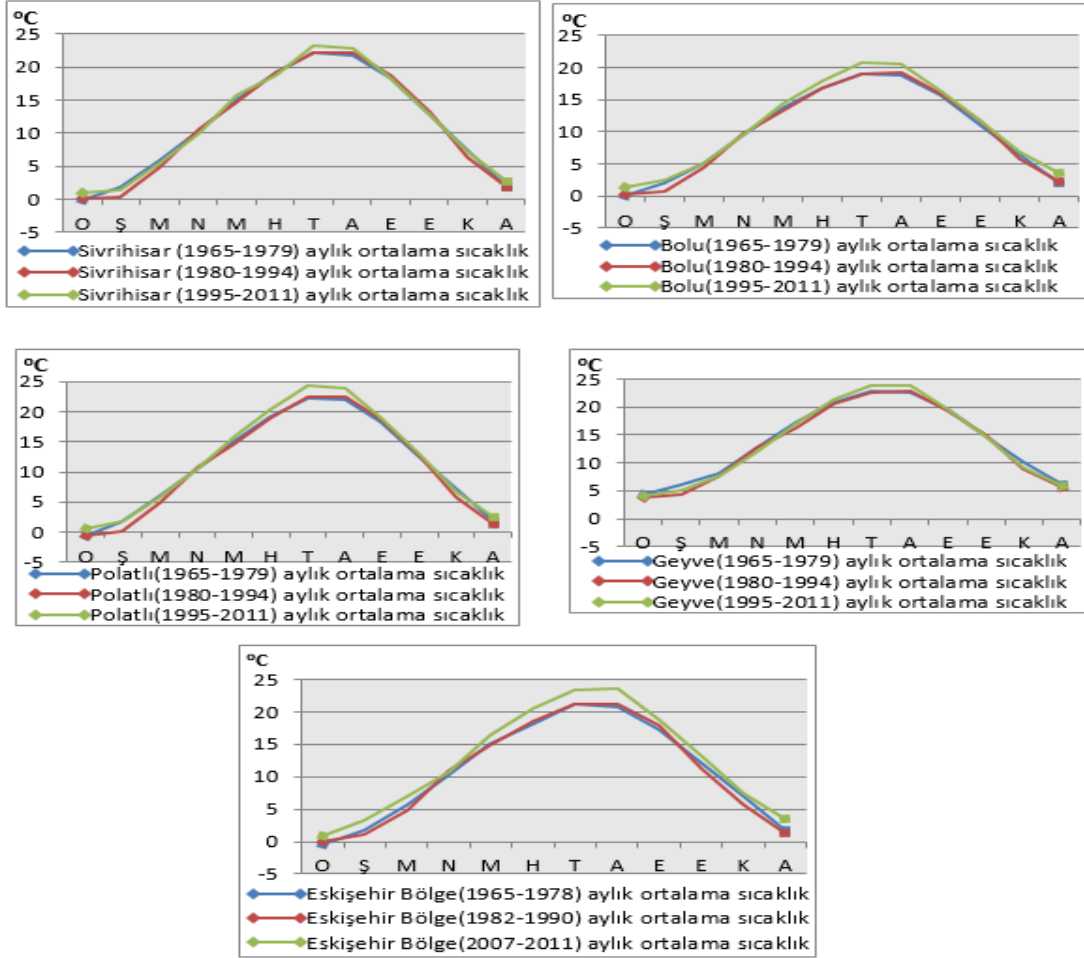 ºC
25
20
15
10
5
0
-5
O Ş M N M H T A E E K A
Sivrihisar (1965-1979) aylık ortalama sıcaklık
Sivrihisar (1980-1994) aylık ortalama sıcaklık
Sivrihisar (1995-2011) aylık ortalama sıcaklık
ºC
25
20
15
10
5
0
-5
O Ş M N M H T A E E K A
Bolu(1965-1979) aylık ortalama sıcaklık
Bolu(1980-1994) aylık ortalama sıcaklık
Bolu(1995-2011) aylık ortalama sıcaklık
ºC
25
20
15
10
5
0
-5
O Ş M N M H T A E E K A
Polatlı(1965-1979) aylık ortalama sıcaklık
Polatlı(1980-1994) aylık ortalama sıcaklık
Polatlı(1995-2011) aylık ortalama sıcaklık
ºC
25
20
15
10
5
0
-5
O Ş M N M H T A E E K A
Geyve(1965-1979) aylık ortalama sıcaklık
Geyve(1980-1994) aylık ortalama sıcaklık
Geyve(1995-2011) aylık ortalama sıcaklık
ºC
25
20
15
10
5
0
-5
O Ş M N M H T A E E K A
Eskişehir Bölge(1965-1978) aylık ortalama sıcaklık
Eskişehir Bölge(1982-1990) aylık ortalama sıcaklık
Eskişehir Bölge(2007-2011) aylık ortalama sıcaklık